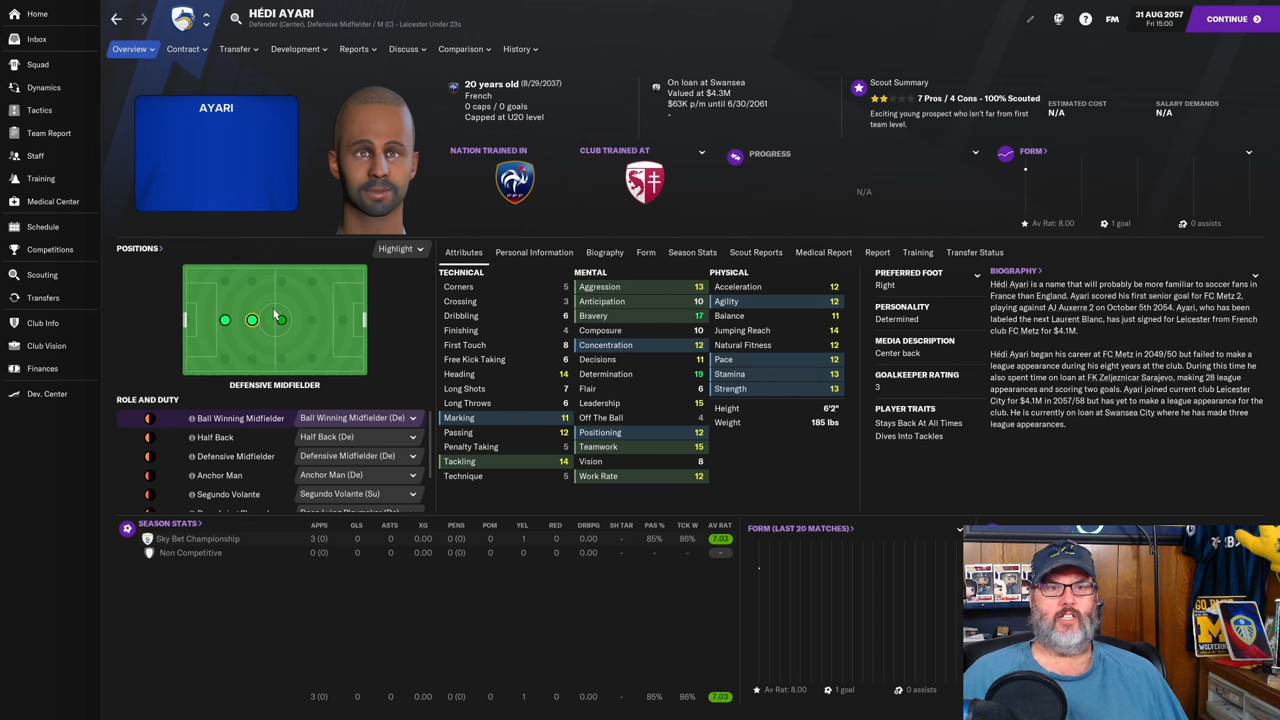 Home
Inbox
Squad
Dynamics
Tactics
Team Report
Staff
Training
Medical Center
Schedule
Competitions
Scouting
Transfers
Club Info
Club Vision
Finances
Dev. Center
HÉDI AYARI
Defender (Center), Defensive Midfielder / M (C) - Leicester Under 23s
FM
31 AUG 2057
Fri 15:00
CONTINUE
Overview
Contract
Transfer
Development
Reports
Discuss
Comparison
History
AYARI
20 years old (8/29/2037)
French
0 caps / 0 goals
Capped at U20 level
On loan at Swansea
Valued at $4.3M
$63K p/m until 6/30/2061
-
Scout Summary
7 Pros / 4 Cons - 100% Scouted
Exciting young prospect who isn't far from first
team level.
ESTIMATED COST
N/A
SALARY DEMANDS
N/A
NATION TRAINED IN
CLUB TRAINED AT
PROGRESS
N/A
FORM
Av Rat: 8.00
1 goal
0 assists
POSITIONS
Highlight
DEFENSIVE MIDFIELDER
ROLE AND DUTY
Ball Winning Midfielder Ball Winning Midfielder (De)
Half Back Half Back (De)
Defensive Midfielder Defensive Midfielder (De)
Anchor Man Anchor Man (De)
Segundo Volante Segundo Volante (Su)
Attributes
Personal Information
Biography
Form
Season Stats
Scout Reports
Medical Report
Report
Training
Transfer Status
TECHNICAL
Corners 5
Crossing 3
Dribbling 6
Finishing 4
First Touch 8
Free Kick Taking 6
Heading 14
Long Shots 7
Long Throws 6
Marking 11
Passing 12
Penalty Taking 5
Tackling 14
Technique 5
MENTAL
Aggression 13
Anticipation 10
Bravery 17
Composure 10
Concentration 12
Decisions 11
Determination 19
Flair 6
Leadership 15
Off The Ball 4
Positioning 12
Teamwork 15
Vision 8
Work Rate 12
PHYSICAL
Acceleration 12
Agility 12
Balance 11
Jumping Reach 14
Natural Fitness 12
Pace 12
Stamina 13
Strength 13
Height 6'2"
Weight 185 lbs
PREFERRED FOOT
Right
PERSONALITY
Determined
MEDIA DESCRIPTION
Center back
GOALKEEPER RATING
3
PLAYER TRAITS
Stays Back At All Times
Dives Into Tackles
BIOGRAPHY
Hédi Ayari is a name that will probably be more familiar to soccer fans in
France than England. Ayari scored his first senior goal for FC Metz 2,
playing against AJ Auxerre 2 on October 5th 2054. Ayari, who has been
labeled the next Laurent Blanc, has just signed for Leicester from French
club FC Metz for $4.1M.
Hédi Ayari began his career at FC Metz in 2049/50 but failed to make a
league appearance during his eight years at the club. During this time he
also spent time on loan at FK Zeljeznicar Sarajevo, making 28 league
appearances and scoring two goals. Ayari joined current club Leicester
City for $4.1M in 2057/58 but has yet to make a league appearance for the
club. He is currently on loan at Swansea City where he has made three
league appearances.
SEASON STATS
APPS GLS ASTS XG PENS POM YEL RED DRBPG SH TAR PAS % TCK W AV RAT
Sky Bet Championship 3 (0) 0 0 0.00 0 (0) 0 1 0 0.00 - 85% 86% 7.03
Non Competitive 0 (0) 0 0 0.00 0 (0) 0 0 0 0.00 - - - -
3 (0) 0 0 0.00 0 (0) 0 1 0 0.00 - 85% 86% 7.03
FORM (LAST 20 MATCHES)
Av Rat: 8.00
1 goal
0 assists